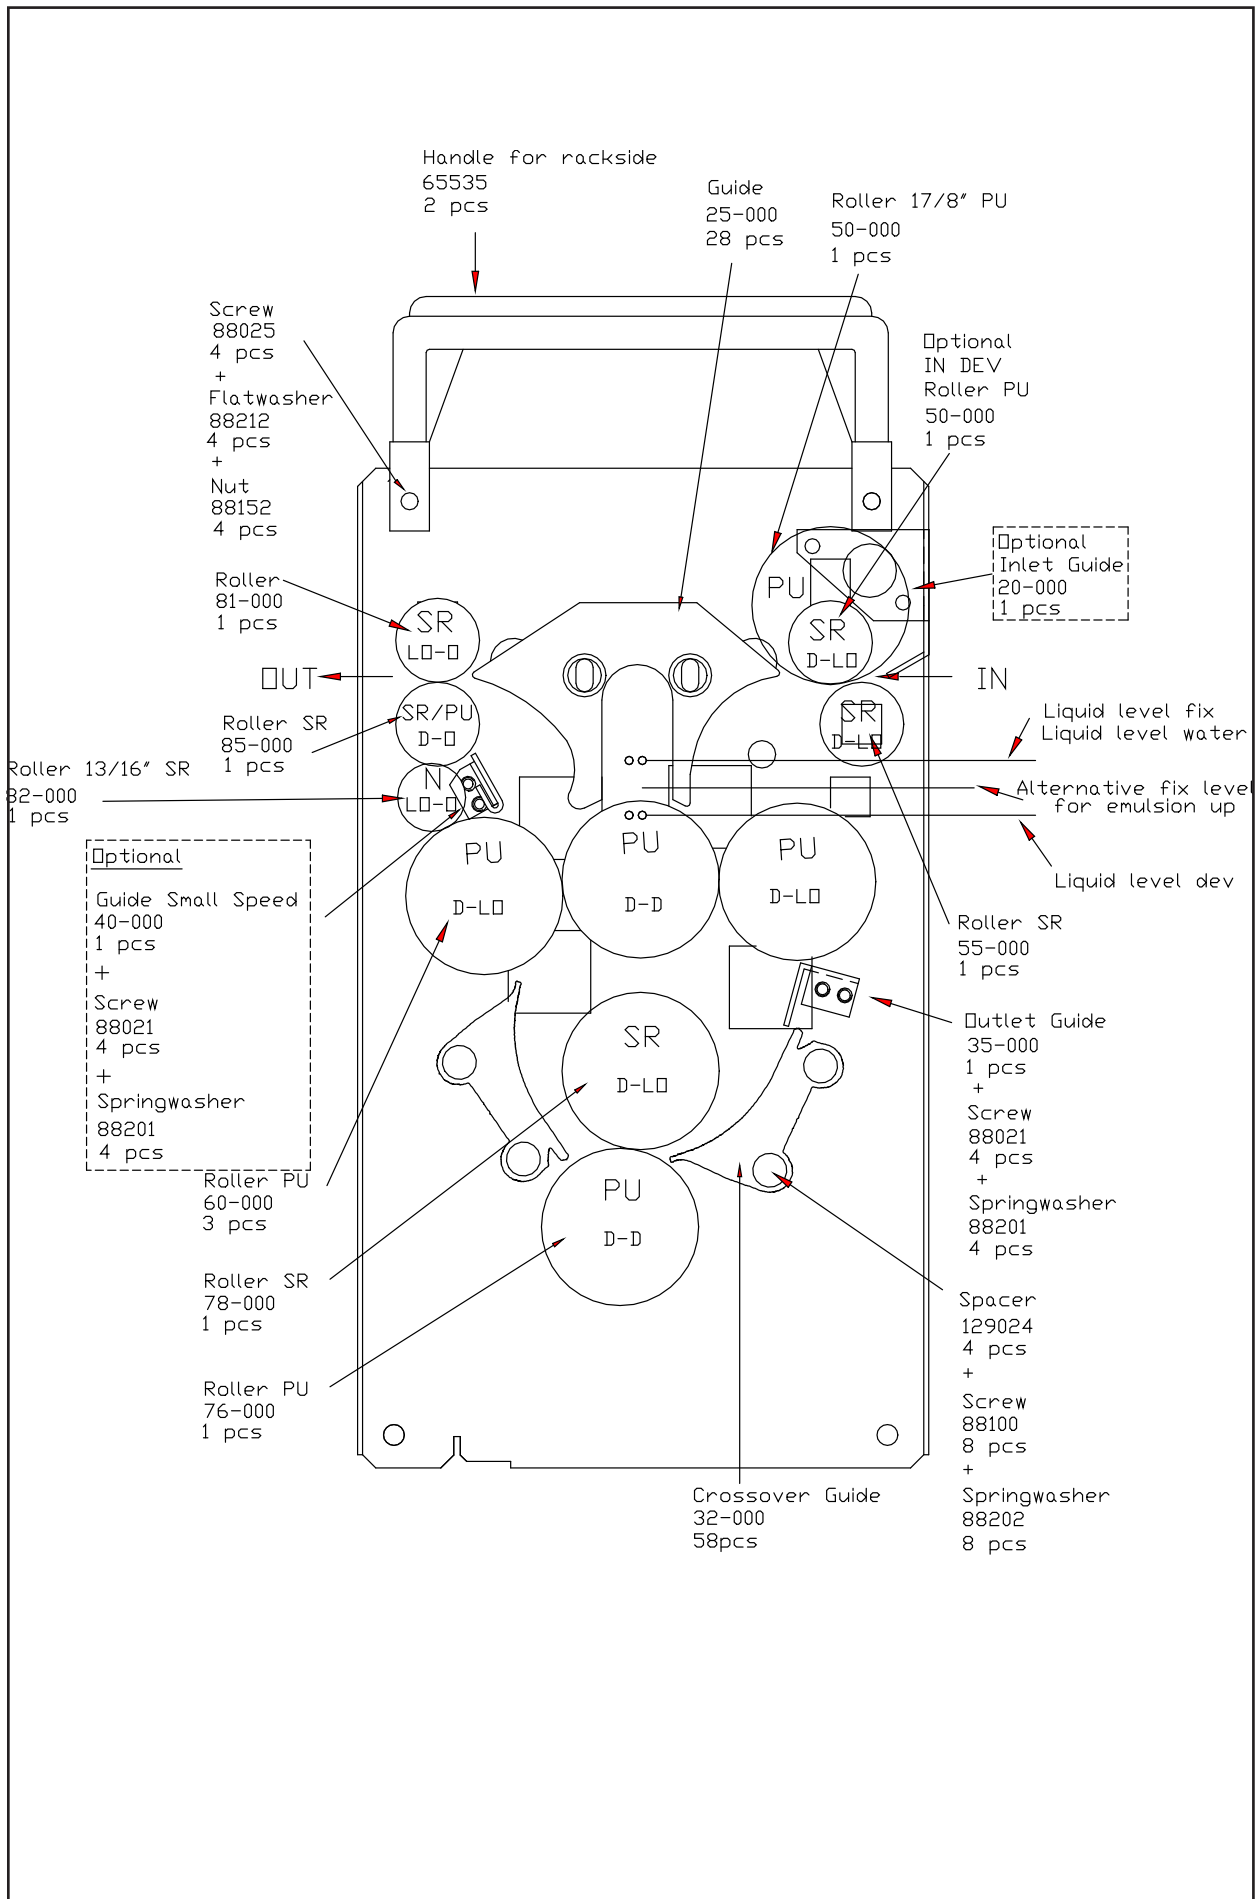 Handle for rackside
65535
2 pcs
Guide
25-000
28 pcs
Roller 17/8" PU
50-000
1 pcs
Screw
88025
4 pcs
+
Flatwasher
88212
4 pcs
+
Nut
88152
4 pcs
Optional
IN DEV
Roller PU
50-000
1 pcs
Optional
Inlet Guide
20-000
1 pcs
Roller
81-000
1 pcs
PU
SR
D-LO
SR
LO-O
OUT
IN
SR/PU
D-O
SR
D-LO
Roller SR
85-000
1 pcs
Liquid level fix
Liquid level water
Roller 13/16" SR
82-000
1 pcs
N
LO-O
Alternative fix level
for emulsion up
Liquid level dev
PU
D-LO
PU
D-D
PU
D-LO
Optional
Guide Small Speed
40-000
1 pcs
+
Screw
88021
4 pcs
+
Springwasher
88201
4 pcs
Roller SR
55-000
1 pcs
Outlet Guide
35-000
1 pcs
+
Screw
88021
4 pcs
+
Springwasher
88201
4 pcs
SR
D-LO
PU
D-D
Roller PU
60-000
3 pcs
Roller SR
78-000
1 pcs
Roller PU
76-000
1 pcs
Spacer
129024
4 pcs
+
Screw
88100
8 pcs
+
Springwasher
88202
8 pcs
Crossover Guide
32-000
58pcs